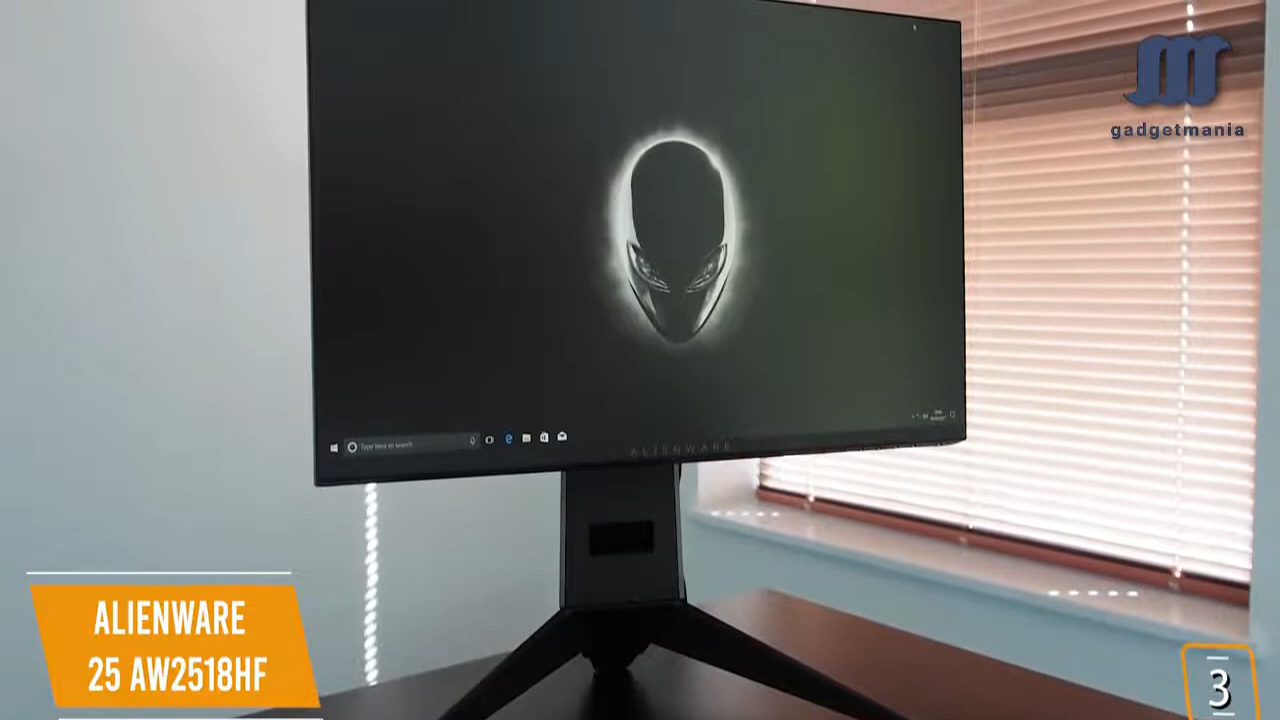 gadgetmania
Type here to search
ALIENWARE
ALIENWARE
25 AW2518HF
3